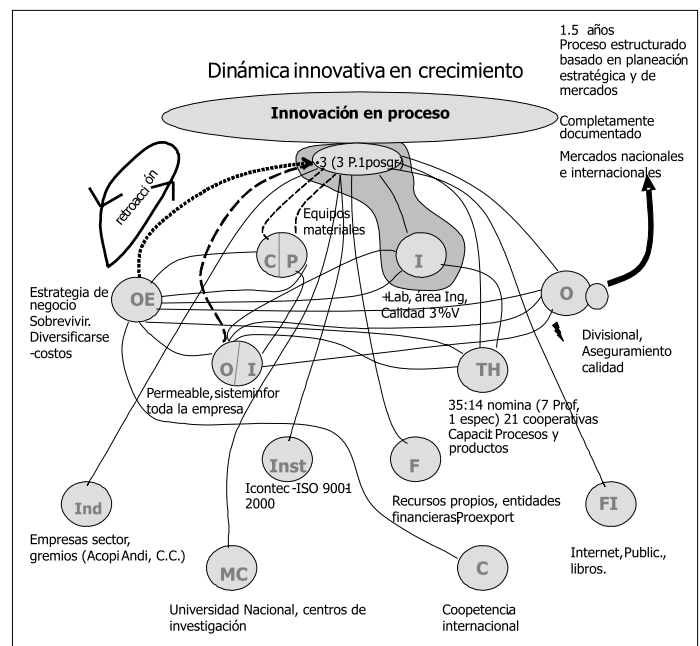 1.5 años
Proceso estructurado
basado en planeación
estratégica y de
mercados
Completamente
documentado
Mercados nacionales
e internacionales
Dinámica innovativa en crecimiento
Innovación en proceso
3 (3 P.1posgr
retroacción
Equipos
materiales
C P
I
OE
O
Estrategia de
negocio
Sobrevivir.
Diversificarse
-costos
+Lab, área Ing,
Calidad 3%V
Divisional,
Aseguramiento
calidad
O I
TH
Permeable, sisteminfor
toda la empresa
35:14 nomina (7 Prof,
1 espec) 21 cooperativas
Capacit Procesos y
productos
Inst
F
Icontec -ISO 9001-
2000
Recursos propios, entidades
financieras,Proexport
Ind
FI
Empresas sector,
gremios (Acopi Andi, C.C.)
Internet, Public.,
libros.
MC
C
Universidad Nacional, centros de
investigación
Coopetencia
internacional